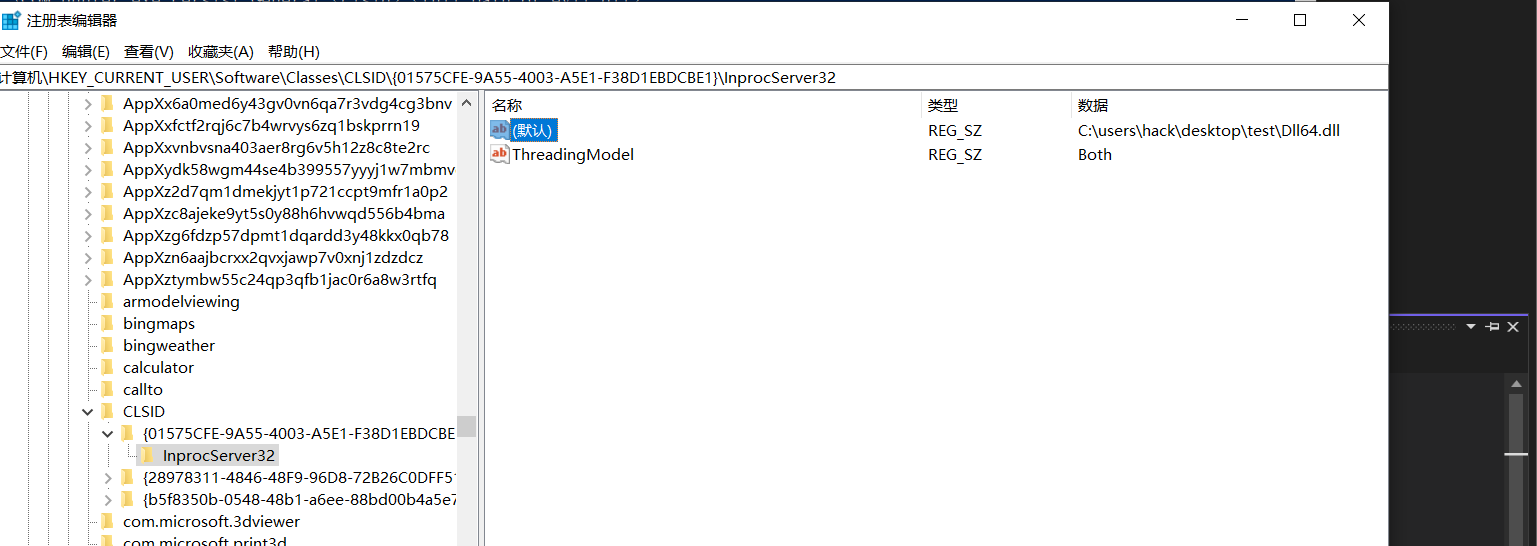 注册表编辑器
文件(F) 编辑(E) 查看(V) 收藏夹(A) 帮助(H)
计算机\HKEY_CURRENT_USER\Software\Classes\CLSID\{01575CFE-9A55-4003-A5E1-F38D1EBDCBE1}\InprocServer32
AppXx6a0med6y43gv0vn6qa7r3vdg4cg3bnv
AppXxfctf2rqj6c7b4wrvys6zq1bskprrn19
AppXxvnbvsna403aer8rg6v5h12z8c8te2rc
AppXydk58wgm44se4b399557yyyj1w7mbmv
AppXz2d7qm1dmekjyt1p721ccpt9mfr1a0p2
AppXzc8ajeke9yt5s0y88h6hvwqd556b4bma
AppXzg6fdzp57dpmt1dqardd3y48kkx0qb78
AppXzn6aajbcrxx2qvxjawp7v0xnj1zdzdcz
AppXztymbw55c24qp3qfb1jac0r6a8w3rtfq
armodelviewing
bingmaps
bingweather
calculator
callto
CLSID
{01575CFE-9A55-4003-A5E1-F38D1EBDCBE
InprocServer32
{28978311-4846-48F9-96D8-72B26C0DFF51
{b5f8350b-0548-48b1-a6ee-88bd00b4a5e7
com.microsoft.3dviewer
com.microsoft.print3d
名称 类型 数据
(默认) REG_SZ C:\users\hack\desktop\test\Dll64.dll
ThreadingModel REG_SZ Both